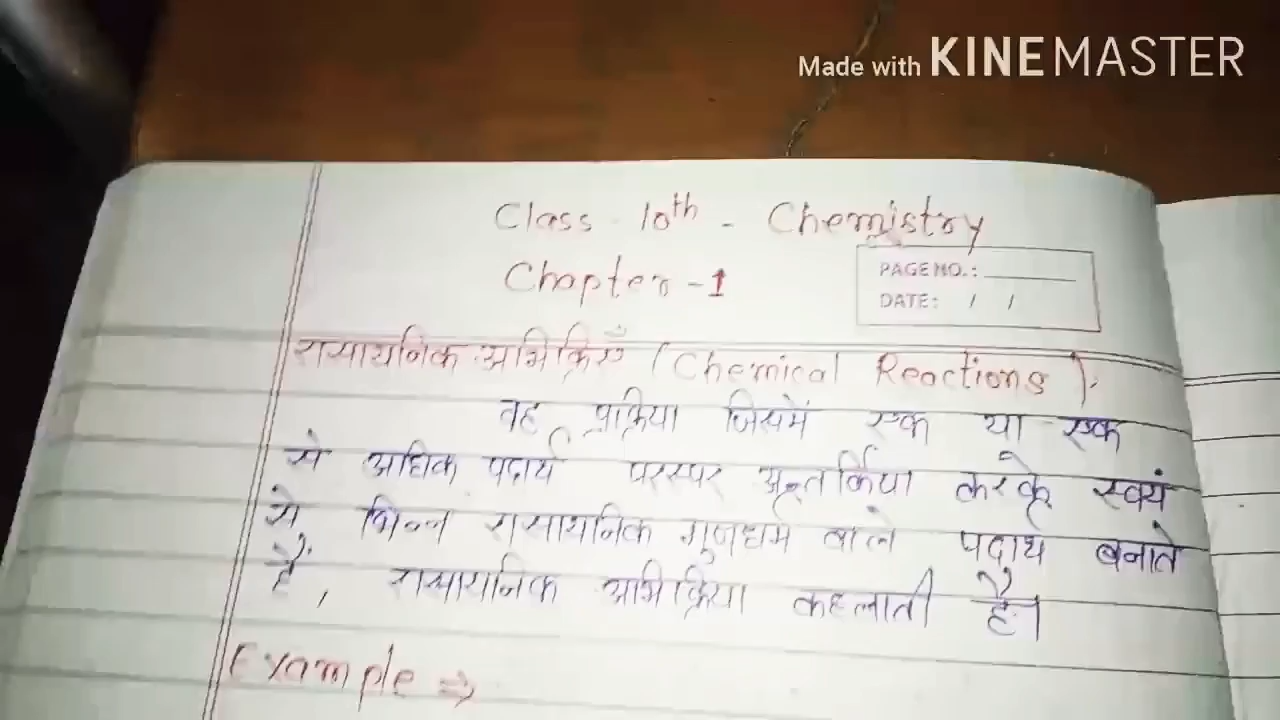 Made with KINEMASTER
Class - 10th - Chemistry
Chapter - 1
PAGE NO.:
DATE: / /
रासायनिक अभिक्रिएँ (Chemical Reactions):
वह प्रक्रिया जिसमें एक या एक
से अधिक पदार्थ परस्पर अन्तर्क्रिया करके स्वयं
से भिन्न रासायनिक गुणधर्म वाले पदार्थ बनाते
हैं, रासायनिक अभिक्रिया कहलाती है।
Example ⇒